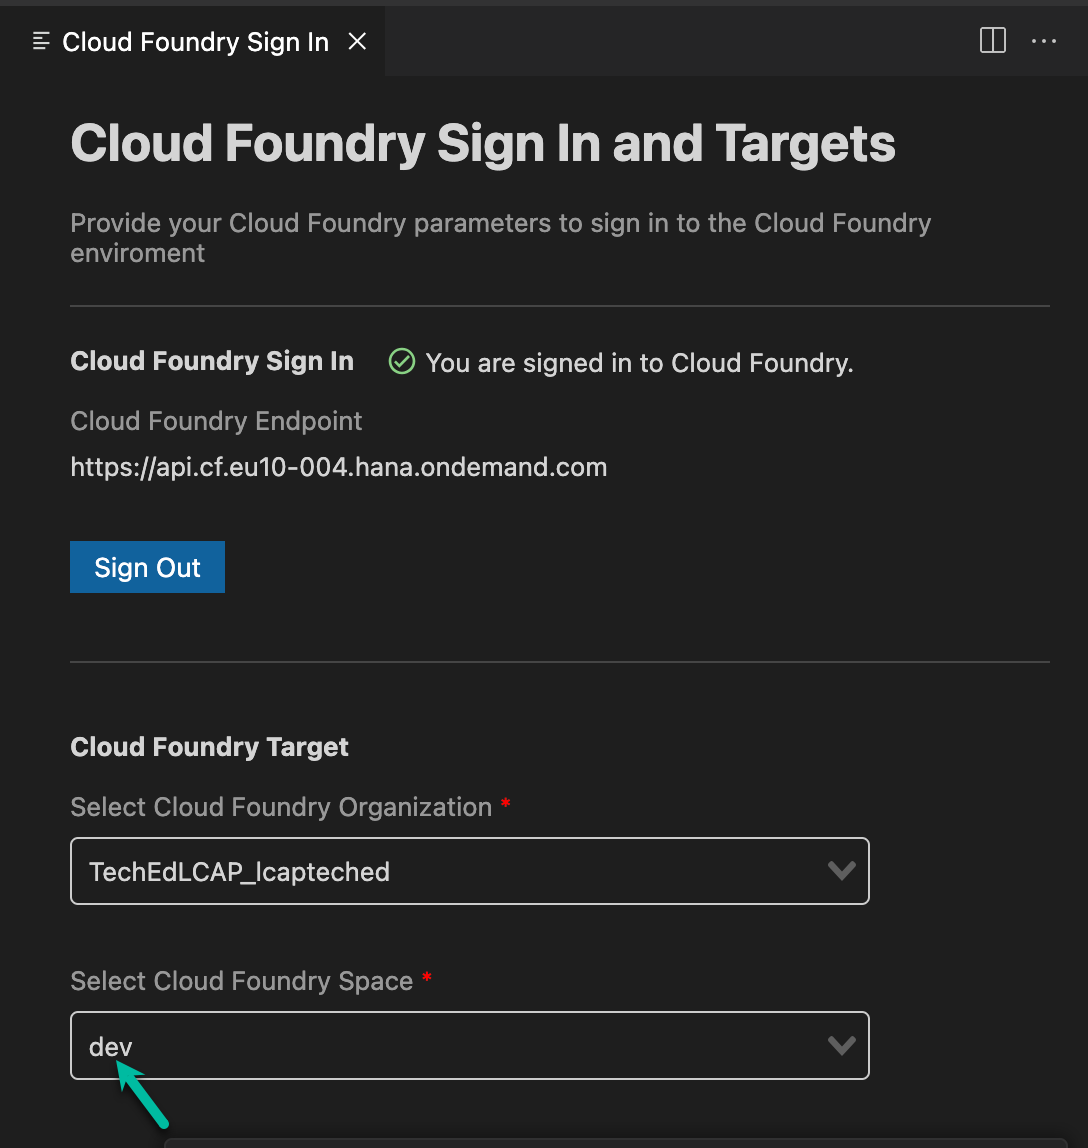 Cloud Foundry Sign In
Cloud Foundry Sign In and Targets
Provide your Cloud Foundry parameters to sign in to the Cloud Foundry
enviroment
Cloud Foundry Sign In You are signed in to Cloud Foundry.
Cloud Foundry Endpoint
https://api.cf.eu10-004.hana.ondemand.com
Sign Out
Cloud Foundry Target
Select Cloud Foundry Organization *
TechEdLCAP_lcapteched
Select Cloud Foundry Space *
dev